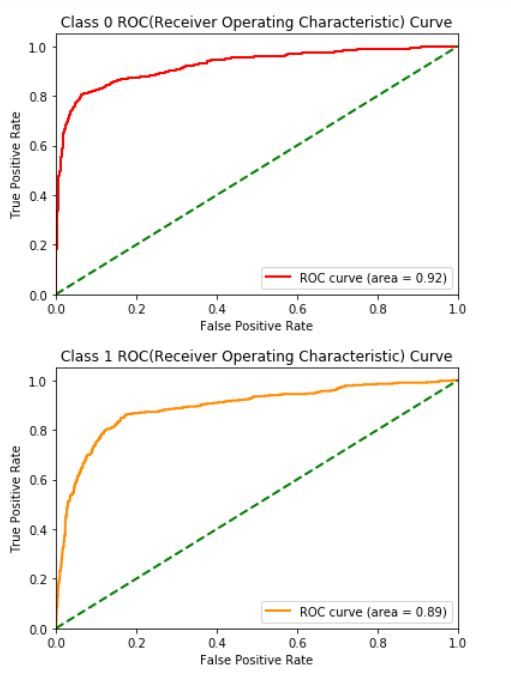 Class 0 ROC(Receiver Operating Characteristic) Curve
1.0
0.8
0.6
0.4
0.2
0.0
True Positive Rate
ROC curve (area = 0.92)
0.0 0.2 0.4 0.6 0.8 1.0
False Positive Rate
Class 1 ROC(Receiver Operating Characteristic) Curve
1.0
0.8
0.6
0.4
0.2
0.0
True Positive Rate
ROC curve (area = 0.89)
0.0 0.2 0.4 0.6 0.8 1.0
False Positive Rate